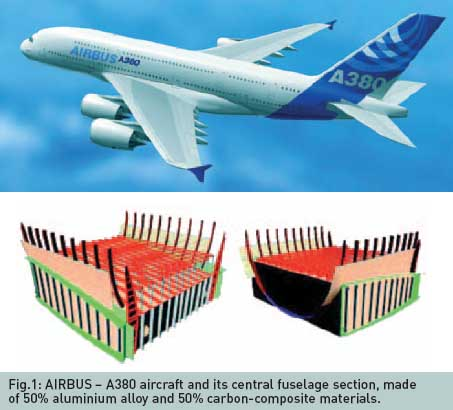 AIRBUS A380
A380
Fig.1: AIRBUS – A380 aircraft and its central fuselage section, made
of 50% aluminium alloy and 50% carbon-composite materials.